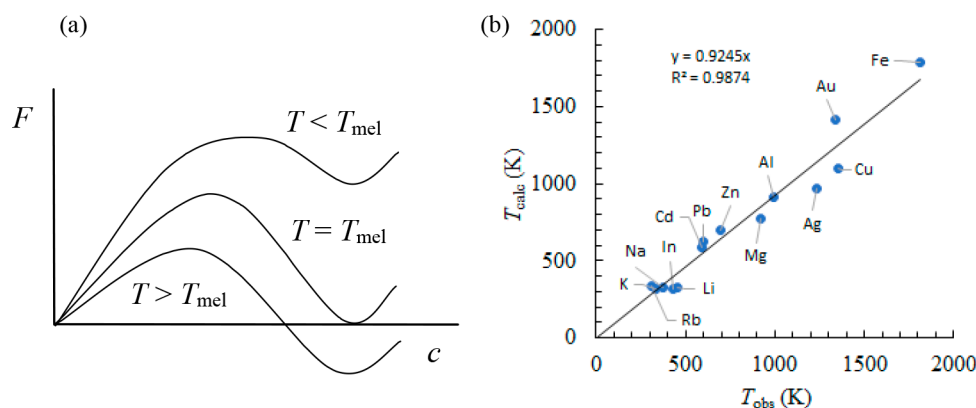 (a)
F
T < Tmel
T = Tmel
T > Tmel
c
(b)
2000
1500
1000
500
0
Tcalc (K)
y = 0.9245x
R² = 0.9874
Fe
Au
Al
Cu
Zn
Pb
Cd
Ag
Mg
In
Na
K
Li
Rb
0 500 1000 1500 2000
Tobs (K)